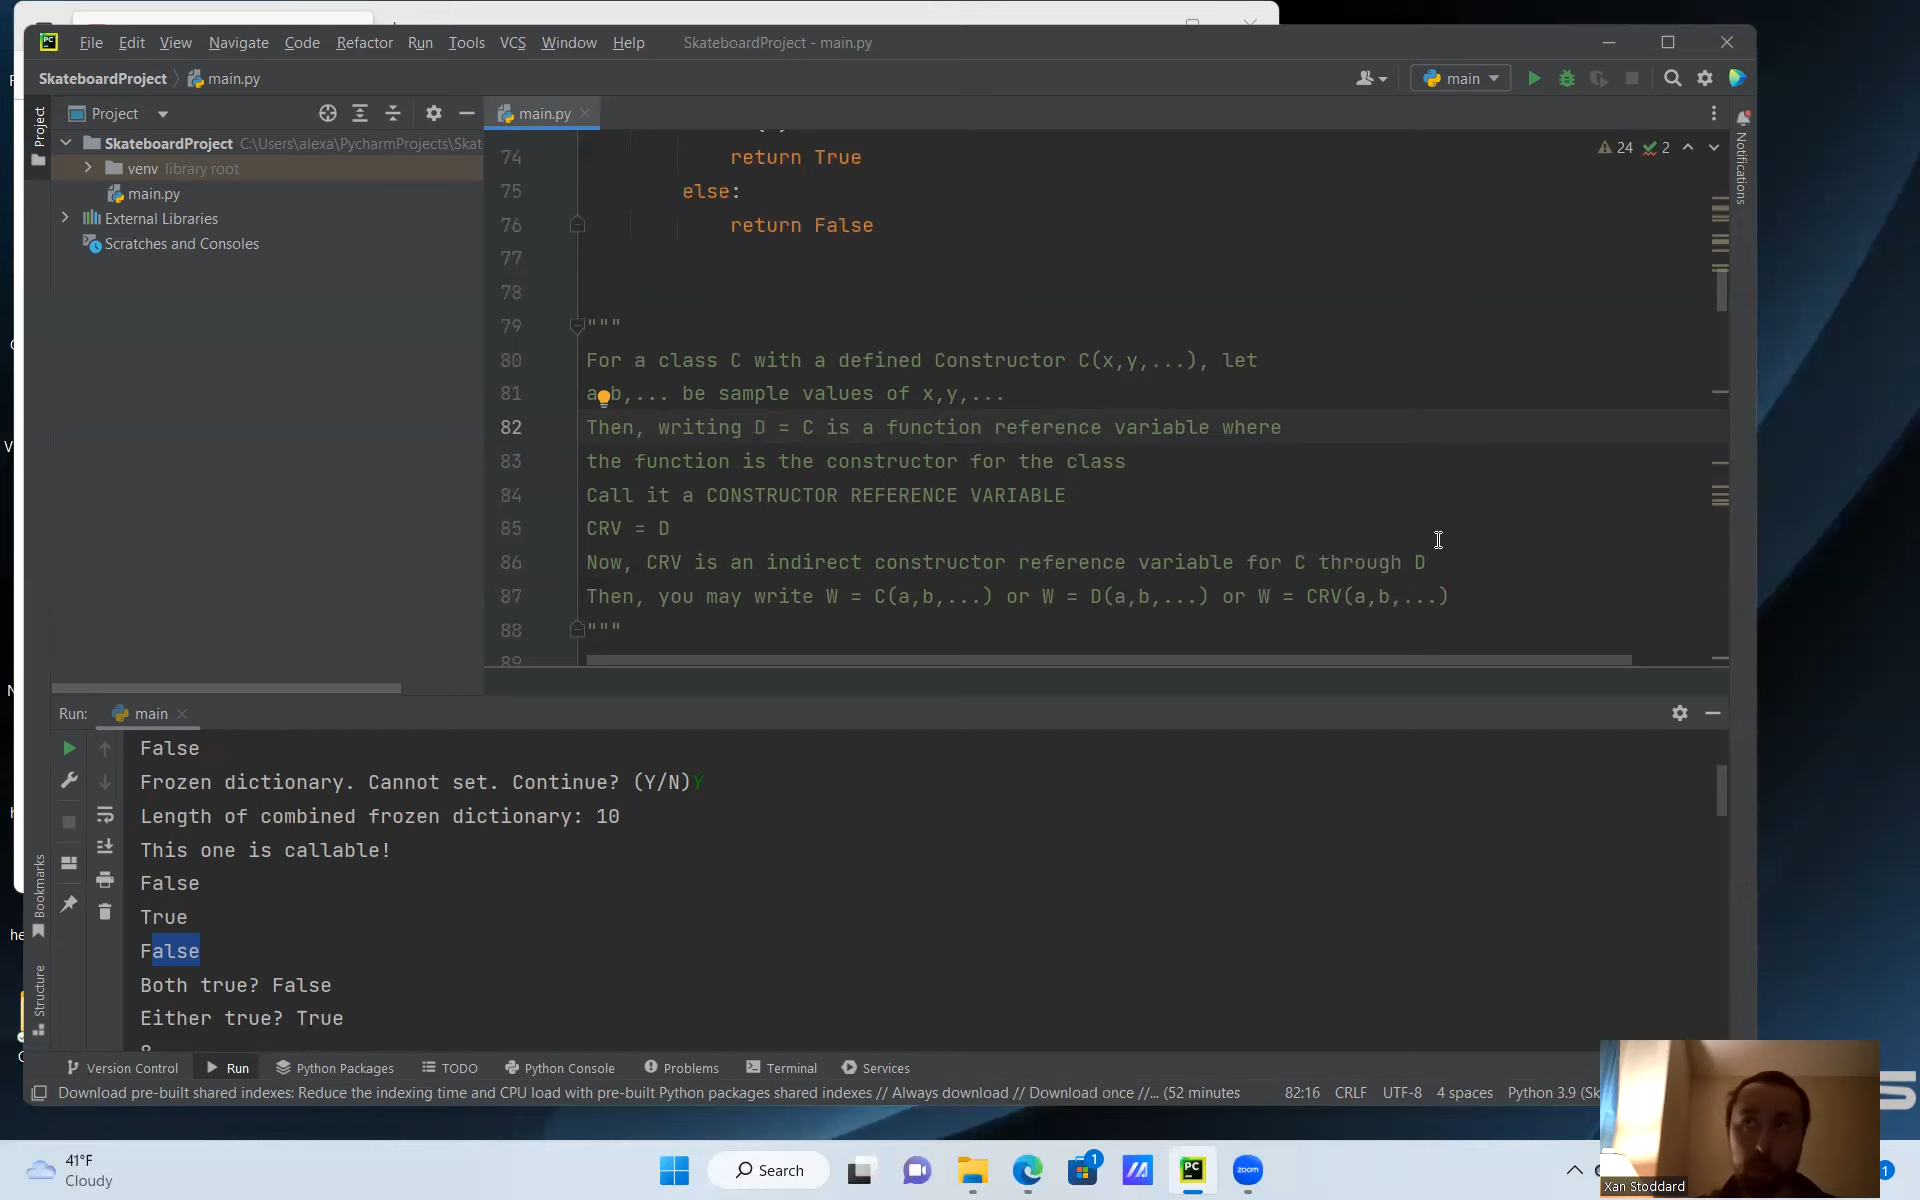 File Edit View Navigate Code Refactor Run Tools VCS Window Help SkateboardProject - main.py
SkateboardProject main.py main
Project main.py
SkateboardProject C:\Users\alexa\PycharmProjects\Skat
venv library root
main.py
External Libraries
Scratches and Consoles
Project
Bookmarks
Structure
Notifications
24 2
74 return True
75 else:
76 return False
77
78
79 """
80 For a class C with a defined Constructor C(x,y,...), let
81 a b,... be sample values of x,y,...
82 Then, writing D = C is a function reference variable where
83 the function is the constructor for the class
84 Call it a CONSTRUCTOR REFERENCE VARIABLE
85 CRV = D
86 Now, CRV is an indirect constructor reference variable for C through D
87 Then, you may write W = C(a,b,...) or W = D(a,b,...) or W = CRV(a,b,...)
88 """
89
Run: main
False
Frozen dictionary. Cannot set. Continue? (Y/N)Y
Length of combined frozen dictionary: 10
This one is callable!
False
True
False
Both true? False
Either true? True
Version Control Run Python Packages TODO Python Console Problems Terminal Services
Download pre-built shared indexes: Reduce the indexing time and CPU load with pre-built Python packages shared indexes // Always download // Download once //... (52 minutes 82:16 CRLF UTF-8 4 spaces Python 3.9 (Sk
41°F
Cloudy
Search
1
PC
zoom
1
Xan Stoddard